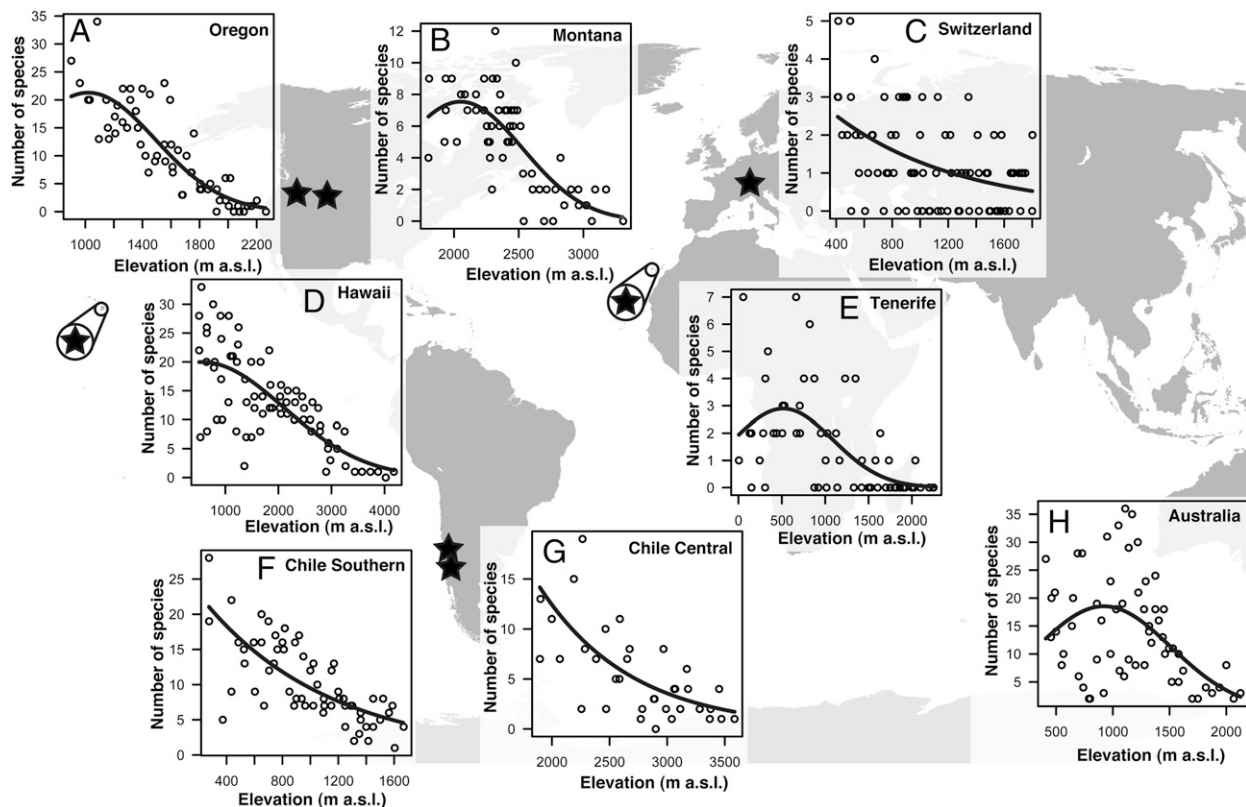 A
Oregon
Number of species
35
30
25
20
15
10
5
0
1000 1400 1800 2200
Elevation (m a.s.l.)
B
Montana
Number of species
12
10
8
6
4
2
0
2000 2500 3000
Elevation (m a.s.l.)
C
Switzerland
Number of species
5
4
3
2
1
0
400 800 1200 1600
Elevation (m a.s.l.)
D
Hawaii
Number of species
30
25
20
15
10
5
0
1000 2000 3000 4000
Elevation (m a.s.l.)
E
Tenerife
Number of species
7
6
5
4
3
2
1
0
0 500 1000 1500 2000
Elevation (m a.s.l.)
F
Chile Southern
Number of species
25
20
15
10
5
0
400 800 1200 1600
Elevation (m a.s.l.)
G
Chile Central
Number of species
15
10
5
0
2000 2500 3000 3500
Elevation (m a.s.l.)
H
Australia
Number of species
35
30
25
20
15
10
5
0
500 1000 1500 2000
Elevation (m a.s.l.)